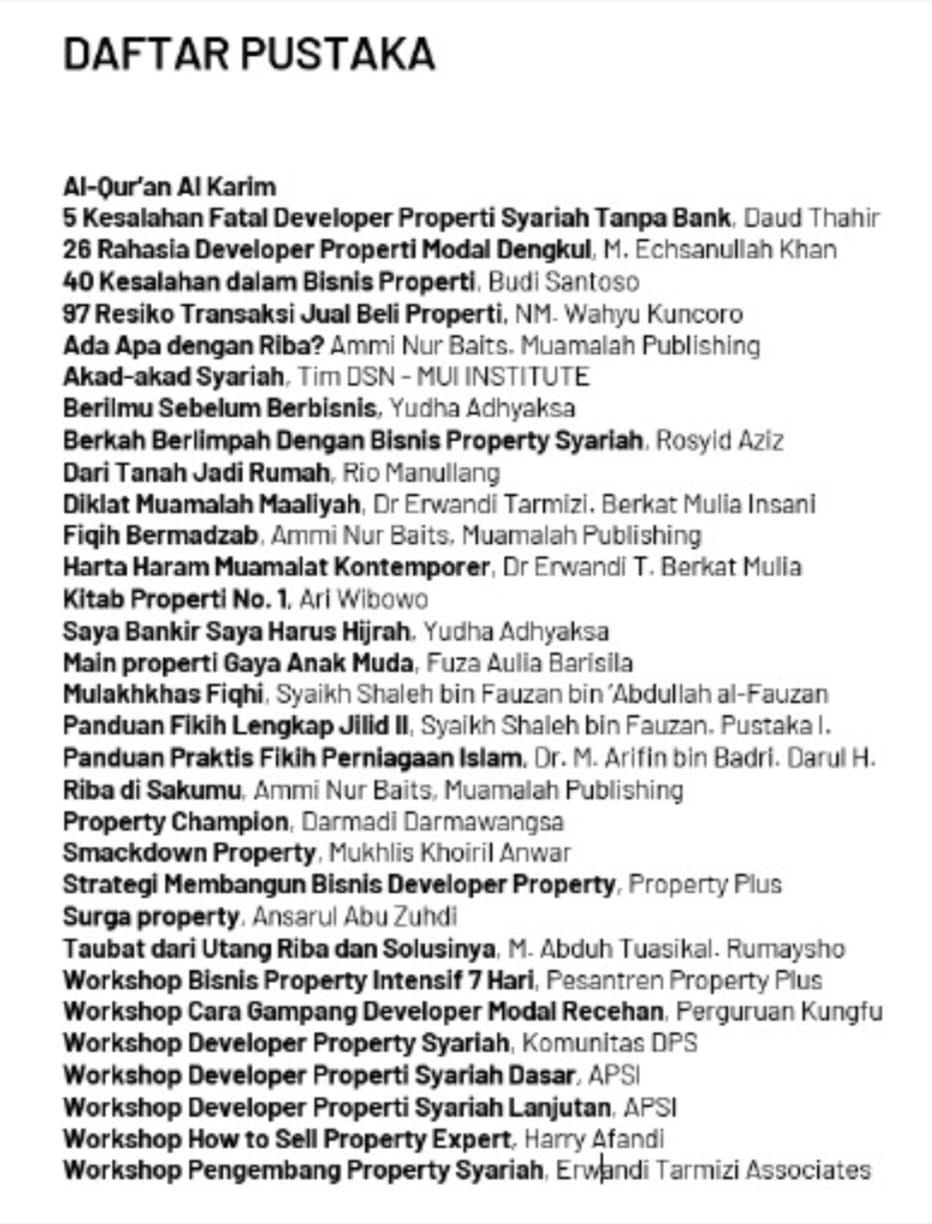 DAFTAR PUSTAKA
Al-Qur'an Al Karim
5 Kesalahan Fatal Developer Properti Syariah Tanpa Bank, Daud Thahir
26 Rahasia Developer Properti Modal Dengkul, M. Echsanullah Khan
40 Kesalahan dalam Bisnis Properti, Budi Santoso
97 Resiko Transaksi Jual Beli Properti, NM. Wahyu Kuncoro
Ada Apa dengan Riba? Ammi Nur Baits. Muamalah Publishing
Akad-akad Syariah, Tim DSN - MUI INSTITUTE
Berilmu Sebelum Berbisnis, Yudha Adhyaksa
Berkah Berlimpah Dengan Bisnis Property Syariah, Rosyid Aziz
Dari Tanah Jadi Rumah, Rio Manullang
Diklat Muamalah Maaliyah, Dr Erwandi Tarmizi. Berkat Mulia Insani
Fiqih Bermadzab, Ammi Nur Baits, Muamalah Publishing
Harta Haram Muamalat Kontemporer, Dr Erwandi T. Berkat Mulia
Kitab Properti No. 1, Ari Wibowo
Saya Bankir Saya Harus Hijrah, Yudha Adhyaksa
Main properti Gaya Anak Muda, Fuza Aulia Barisila
Mulakhkhas Fiqhi, Syaikh Shaleh bin Fauzan bin 'Abdullah al-Fauzan
Panduan Fikih Lengkap Jilid II, Syaikh Shaleh bin Fauzan. Pustaka I.
Panduan Praktis Fikih Perniagaan Islam, Dr. M. Arifin bin Badri. Darul H.
Riba di Sakumu, Ammi Nur Baits, Muamalah Publishing
Property Champion, Darmadi Darmawangsa
Smackdown Property, Mukhlis Khoiril Anwar
Strategi Membangun Bisnis Developer Property, Property Plus
Surga property, Ansarul Abu Zuhdi
Taubat dari Utang Riba dan Solusinya, M. Abduh Tuasikal. Rumaysho
Workshop Bisnis Property Intensif 7 Hari, Pesantren Property Plus
Workshop Cara Gampang Developer Modal Recehan, Perguruan Kungfu
Workshop Developer Property Syariah, Komunitas DPS
Workshop Developer Properti Syariah Dasar, APSI
Workshop Developer Properti Syariah Lanjutan, APSI
Workshop How to Sell Property Expert, Harry Afandi
Workshop Pengembang Property Syariah, Erwandi Tarmizi Associates